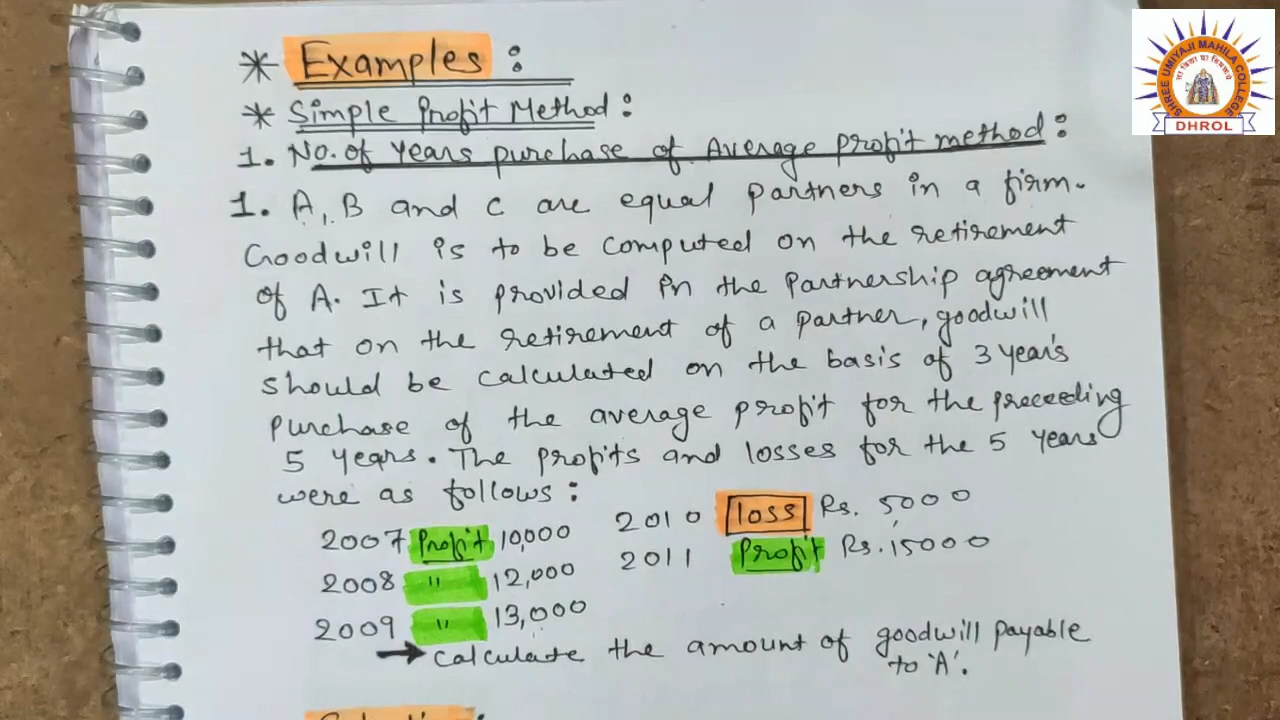 * Examples :
* Simple Profit Method :
1. No. of Years purchase of Average profit method :
1. A, B and C are equal partners in a firm.
Goodwill is to be computed on the retirement
of A. It is provided in the partnership agreement
that on the retirement of a partner, goodwill
should be calculated on the basis of 3 year's
purchase of the average profit for the preceeding
5 years. The profits and losses for the 5 years
were as follows :
2007 Profit 10,000
2008 " 12,000
2009 " 13,000
2010 loss Rs. 5000
2011 Profit Rs. 15000
→ calculate the amount of goodwill payable
to 'A'.
SHREE UMIYAJI MAHILA COLLEGE
DHROL